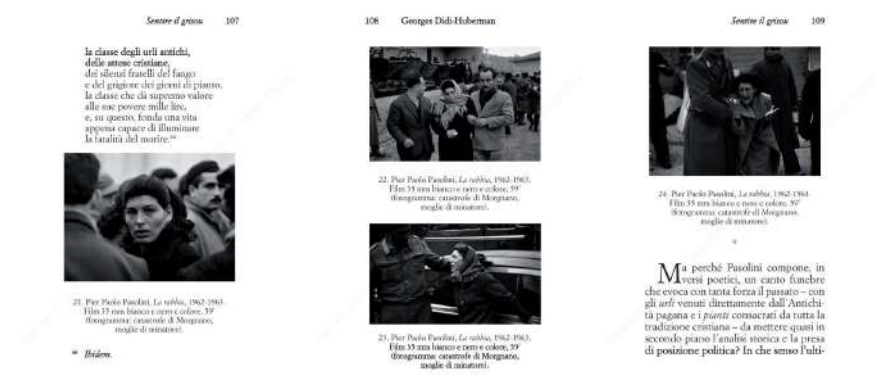 Sentire il grisou 107
la classe degli urli antichi,
delle attese cristiane,
dei silenzi fratelli del fango
e del grigiore dei giorni di pianto,
la classe che dà supremo valore
alle sue povere mille lire,
e, su questo, fonda una vita
appena capace di illuminare
la fatalità del morire.⁶⁶
21. Pier Paolo Pasolini, La rabbia, 1962-1963.
Film 35 mm bianco e nero e colore, 59'
(fotogramma: catastrofe di Morgnano,
moglie di minatore).
⁶⁶ Ibidem.
108 Georges Didi-Huberman
22. Pier Paolo Pasolini, La rabbia, 1962-1963.
Film 35 mm bianco e nero e colore, 59'
(fotogramma: catastrofe di Morgnano,
moglie di minatore).
23. Pier Paolo Pasolini, La rabbia, 1962-1963.
Film 35 mm bianco e nero e colore, 59'
(fotogramma: catastrofe di Morgnano,
moglie di minatore).
Sentire il grisou 109
24. Pier Paolo Pasolini, La rabbia, 1962-1963.
Film 35 mm bianco e nero e colore, 59'
(fotogramma: catastrofe di Morgnano,
moglie di minatore).
*
Ma perché Pasolini compone, in
versi poetici, un canto funebre
che evoca con tanta forza il passato – con
gli urli venuti direttamente dall'Antichi-
tà pagana e i pianti consacrati da tutta la
tradizione cristiana – da mettere quasi in
secondo piano l'analisi storica e la presa
di posizione politica? In che senso l'ulti-